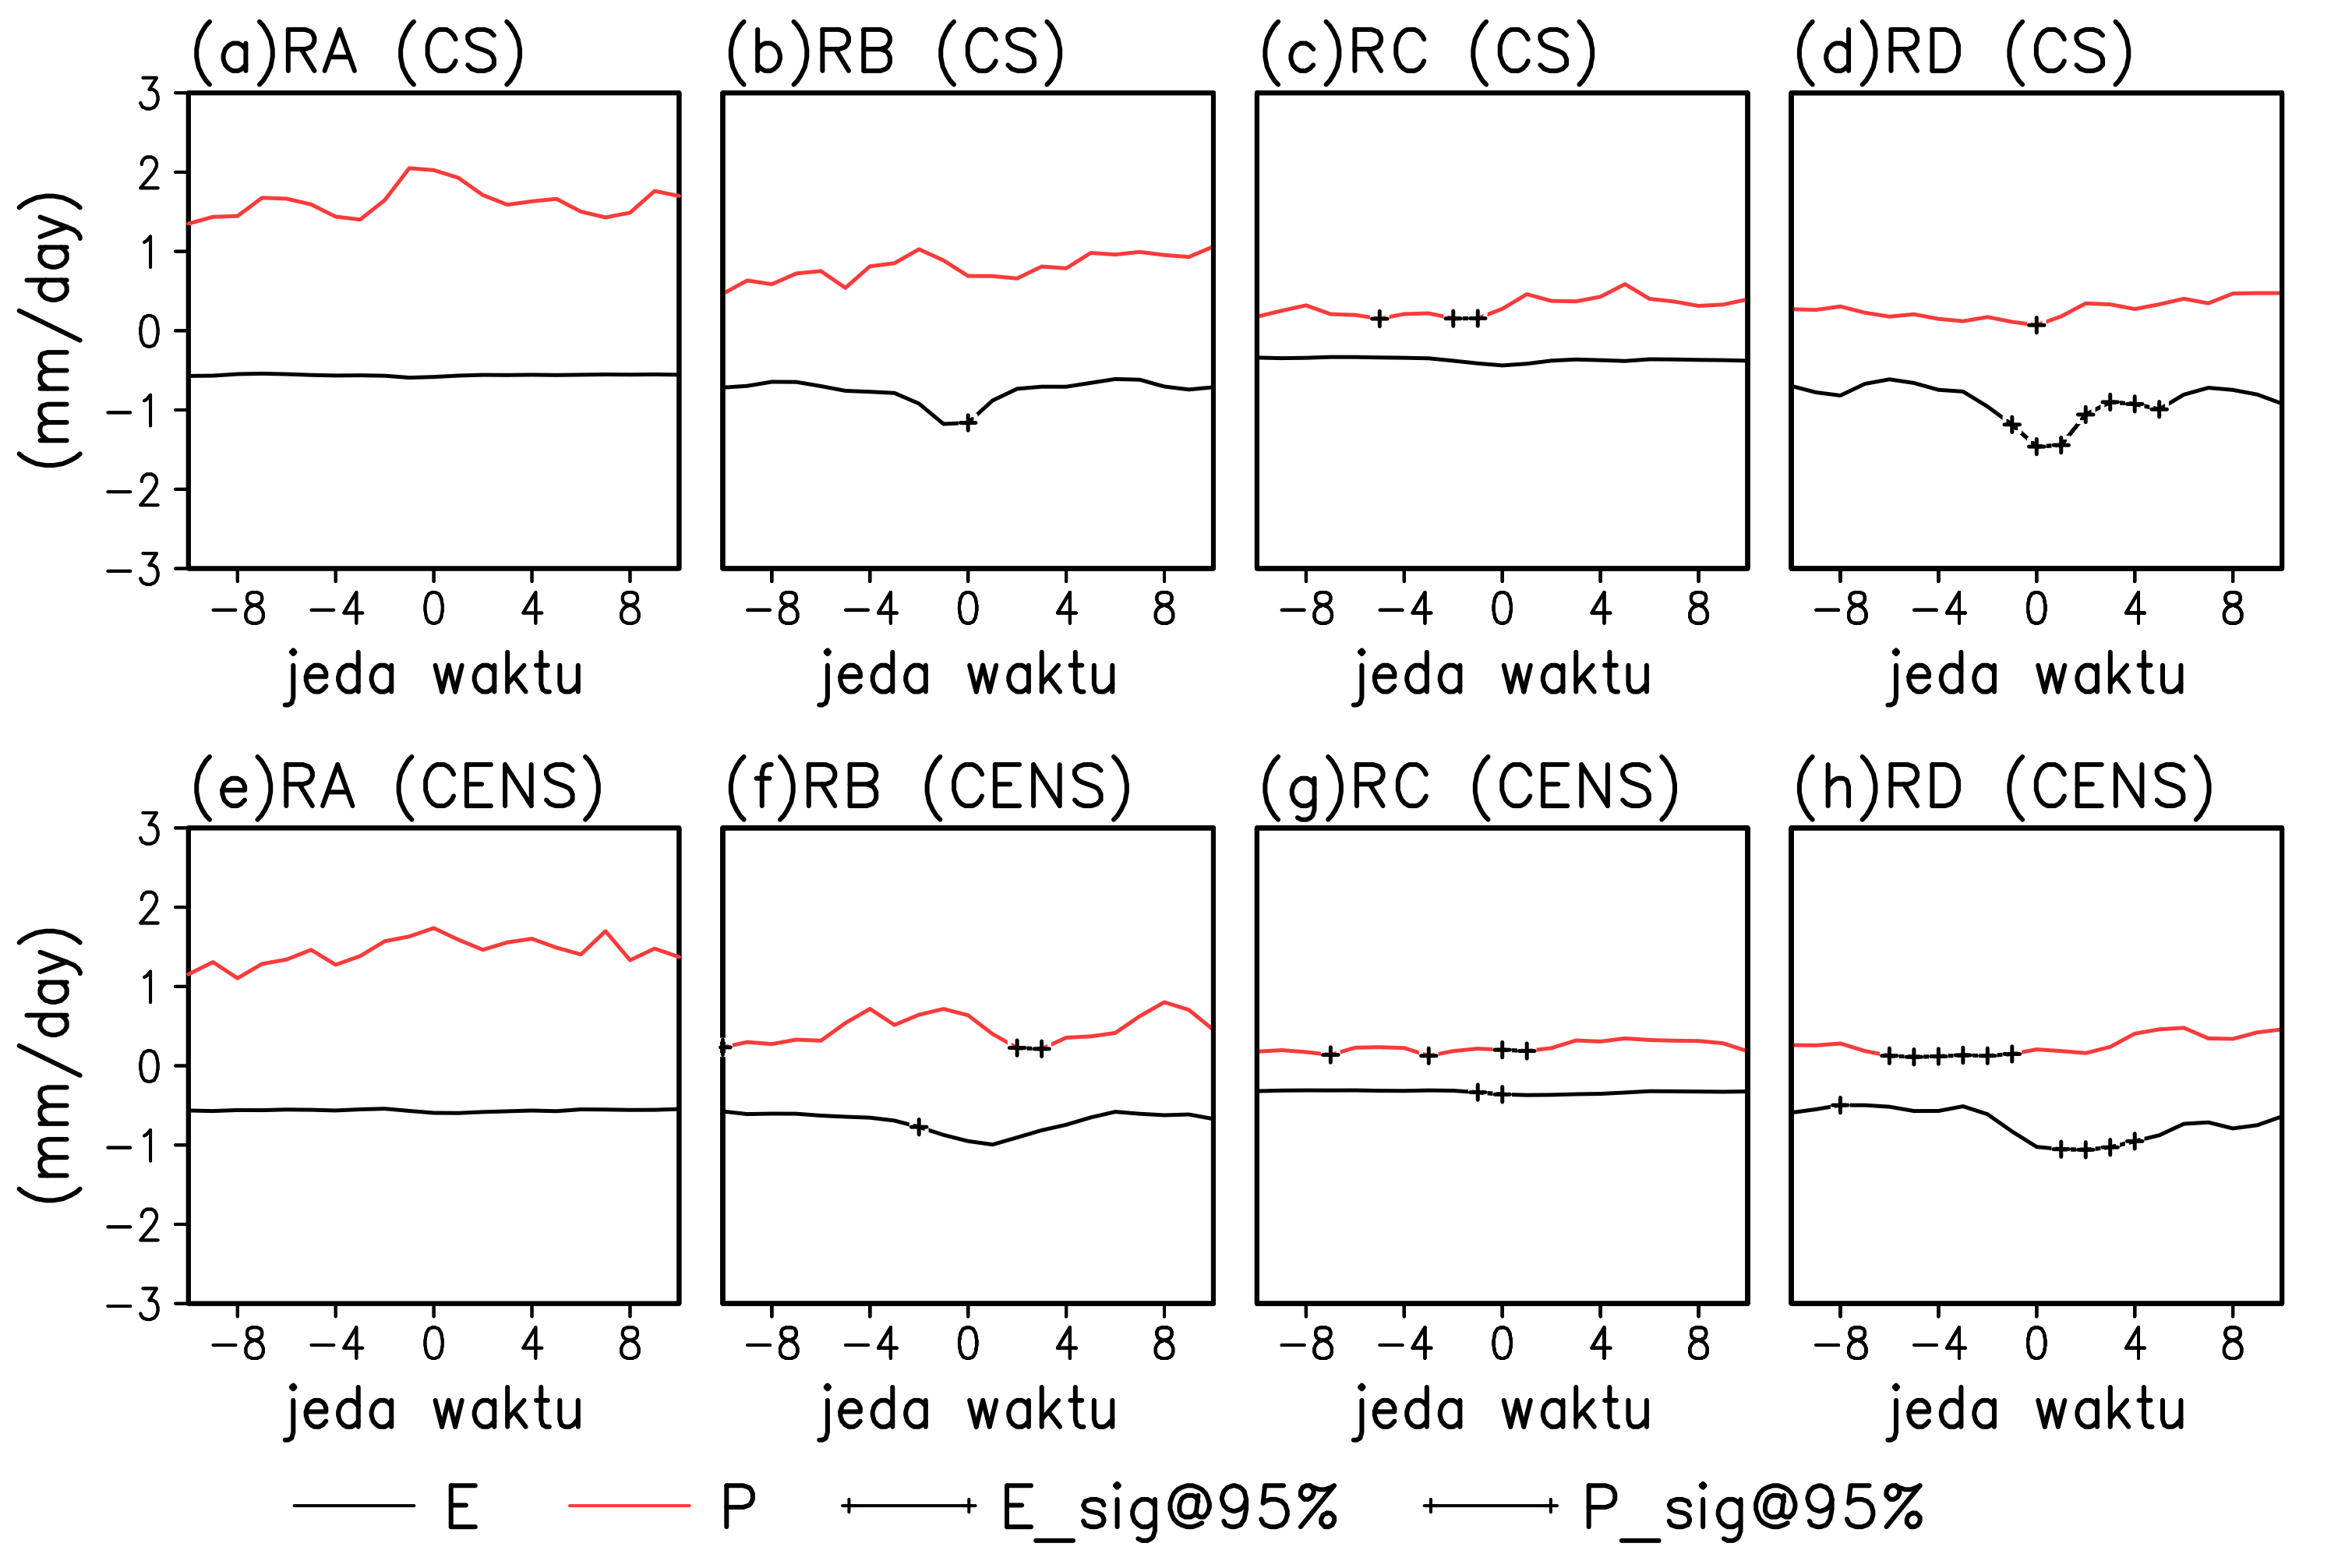 (a)RA (CS)
(b)RB (CS)
(c)RC (CS)
(d)RD (CS)
(mm/day)
3
2
1
0
−1
−2
−3
−8 −4 0 4 8
−8 −4 0 4 8
−8 −4 0 4 8
−8 −4 0 4 8
jeda waktu
jeda waktu
jeda waktu
jeda waktu
(e)RA (CENS)
(f)RB (CENS)
(g)RC (CENS)
(h)RD (CENS)
(mm/day)
3
2
1
0
−1
−2
−3
−8 −4 0 4 8
−8 −4 0 4 8
−8 −4 0 4 8
−8 −4 0 4 8
jeda waktu
jeda waktu
jeda waktu
jeda waktu
E P E_sig@95% P_sig@95%